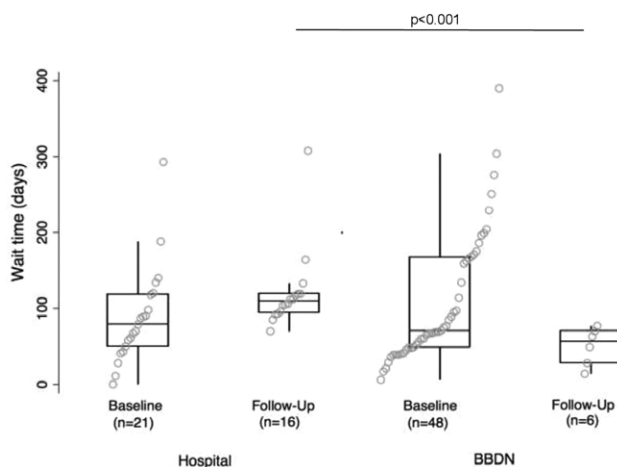 p<0.001
Wait time (days)
400
300
200
100
0
Baseline Follow-Up Baseline Follow-Up
(n=21) (n=16) (n=48) (n=6)
Hospital BBDN